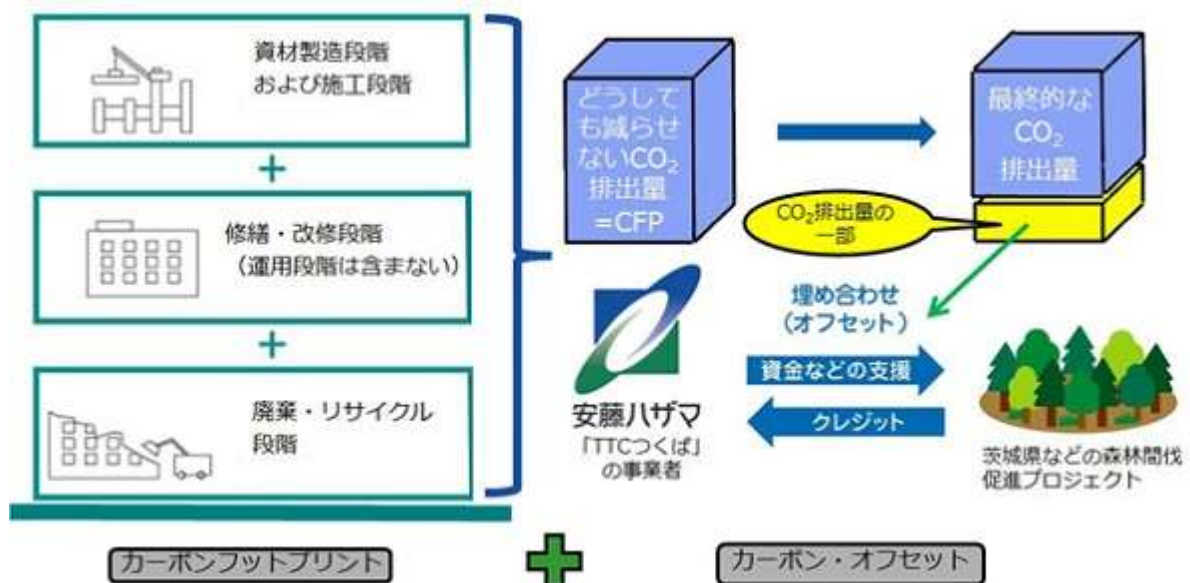 資材製造段階
および施工段階
+
修繕・改修段階
（運用段階は含まない）
+
廃棄・リサイクル
段階
カーボンフットプリント
どうして
も減らせ
ないCO₂
排出量
=CFP
最終的な
CO₂
排出量
CO₂排出量の
一部
埋め合わせ
（オフセット）
資金などの支援
クレジット
安藤ハザマ
「TTCつくば」
の事業者
茨城県などの森林間伐
促進プロジェクト
カーボン・オフセット